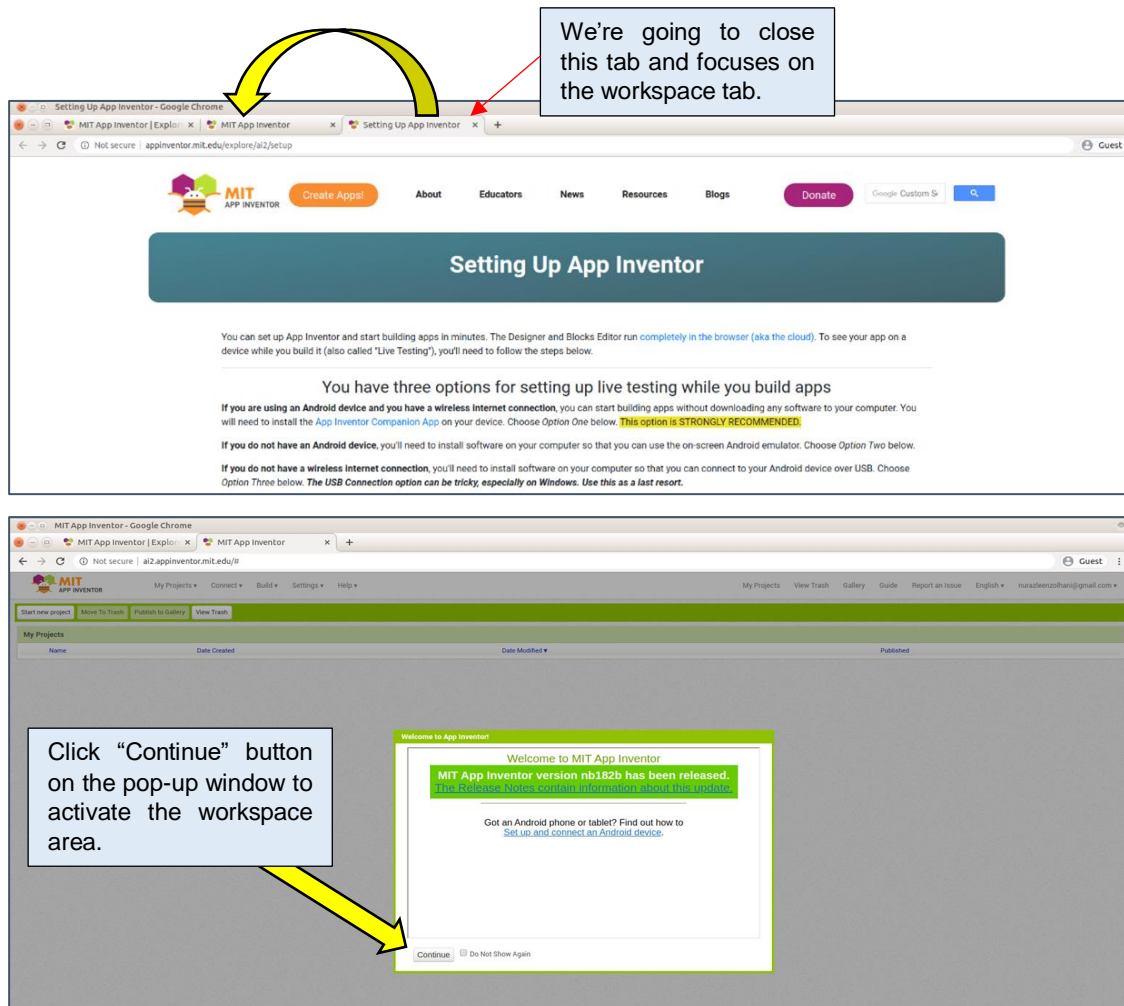 We're going to close
this tab and focuses on
the workspace tab.
Setting Up App Inventor - Google Chrome
MIT App Inventor | Explor
MIT App Inventor
Setting Up App Inventor
Not secure | appinventor.mit.edu/explore/ai2/setup
Guest
MIT
APP INVENTOR
Create Apps!
About
Educators
News
Resources
Blogs
Donate
Google Custom S
Setting Up App Inventor
You can set up App Inventor and start building apps in minutes. The Designer and Blocks Editor run completely in the browser (aka the cloud). To see your app on a
device while you build it (also called "Live Testing"), you'll need to follow the steps below.
You have three options for setting up live testing while you build apps
If you are using an Android device and you have a wireless internet connection, you can start building apps without downloading any software to your computer. You
will need to install the App Inventor Companion App on your device. Choose Option One below. This option is STRONGLY RECOMMENDED.
If you do not have an Android device, you'll need to install software on your computer so that you can use the on-screen Android emulator. Choose Option Two below.
If you do not have a wireless internet connection, you'll need to install software on your computer so that you can connect to your Android device over USB. Choose
Option Three below. The USB Connection option can be tricky, especially on Windows. Use this as a last resort.
MIT App Inventor - Google Chrome
MIT App Inventor | Explor
MIT App Inventor
Not secure | ai2.appinventor.mit.edu/#
Guest
MIT
APP INVENTOR
My Projects
Connect
Build
Settings
Help
My Projects
View Trash
Gallery
Guide
Report an Issue
English
nurazleenzolhani@gmail.com
Start new project
Move To Trash
Publish to Gallery
View Trash
My Projects
Name
Date Created
Date Modified
Published
Click "Continue" button
on the pop-up window to
activate the workspace
area.
Welcome to App Inventor!
Welcome to MIT App Inventor
MIT App Inventor version nb182b has been released.
The Release Notes contain information about this update.
Got an Android phone or tablet? Find out how to
Set up and connect an Android device.
Continue
Do Not Show Again